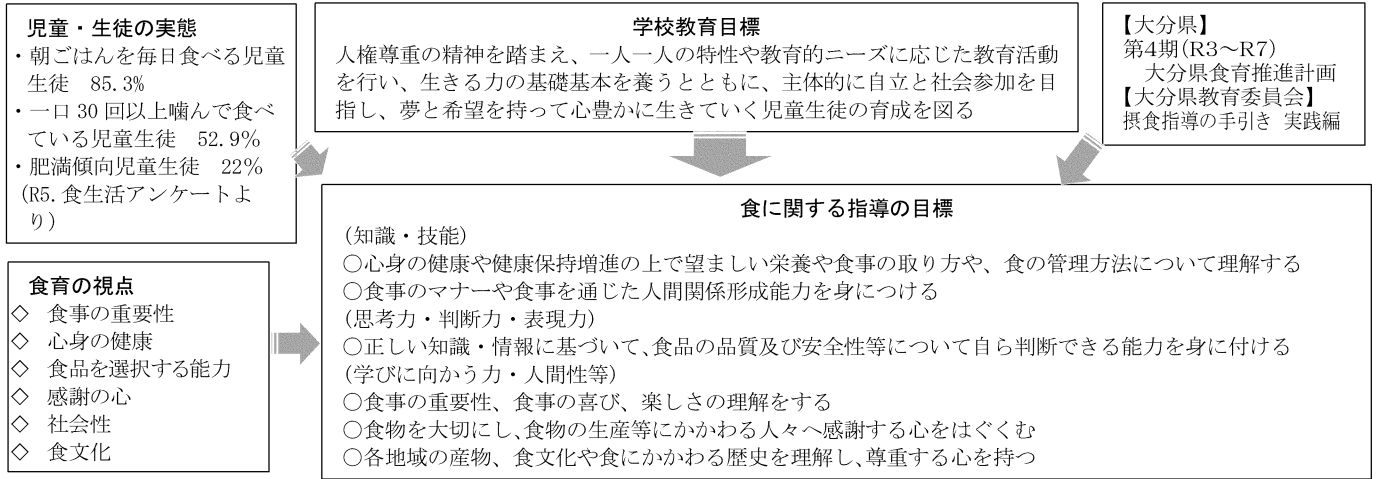 児童・生徒の実態
・朝ごはんを毎日食べる児童
生徒 85.3%
・一口 30 回以上噛んで食べ
ている児童生徒 52.9%
・肥満傾向児童生徒 22%
(R5.食生活アンケートよ
り)
学校教育目標
人権尊重の精神を踏まえ、一人一人の特性や教育的ニーズに応じた教育活動
を行い、生きる力の基礎基本を養うとともに、主体的に自立と社会参加を目
指し、夢と希望を持って心豊かに生きていく児童生徒の育成を図る
【大分県】
第4期(R3～R7)
大分県食育推進計画
【大分県教育委員会】
摂食指導の手引き 実践編
食育の視点
◇ 食事の重要性
◇ 心身の健康
◇ 食品を選択する能力
◇ 感謝の心
◇ 社会性
◇ 食文化
食に関する指導の目標
(知識・技能)
○心身の健康や健康保持増進の上で望ましい栄養や食事の取り方や、食の管理方法について理解する
○食事のマナーや食事を通じた人間関係形成能力を身につける
(思考力・判断力・表現力)
○正しい知識・情報に基づいて、食品の品質及び安全性等について自ら判断できる能力を身に付ける
(学びに向かう力・人間性等)
○食事の重要性、食事の喜び、楽しさの理解をする
○食物を大切にし、食物の生産等にかかわる人々へ感謝する心をはぐくむ
○各地域の産物、食文化や食にかかわる歴史を理解し、尊重する心を持つ